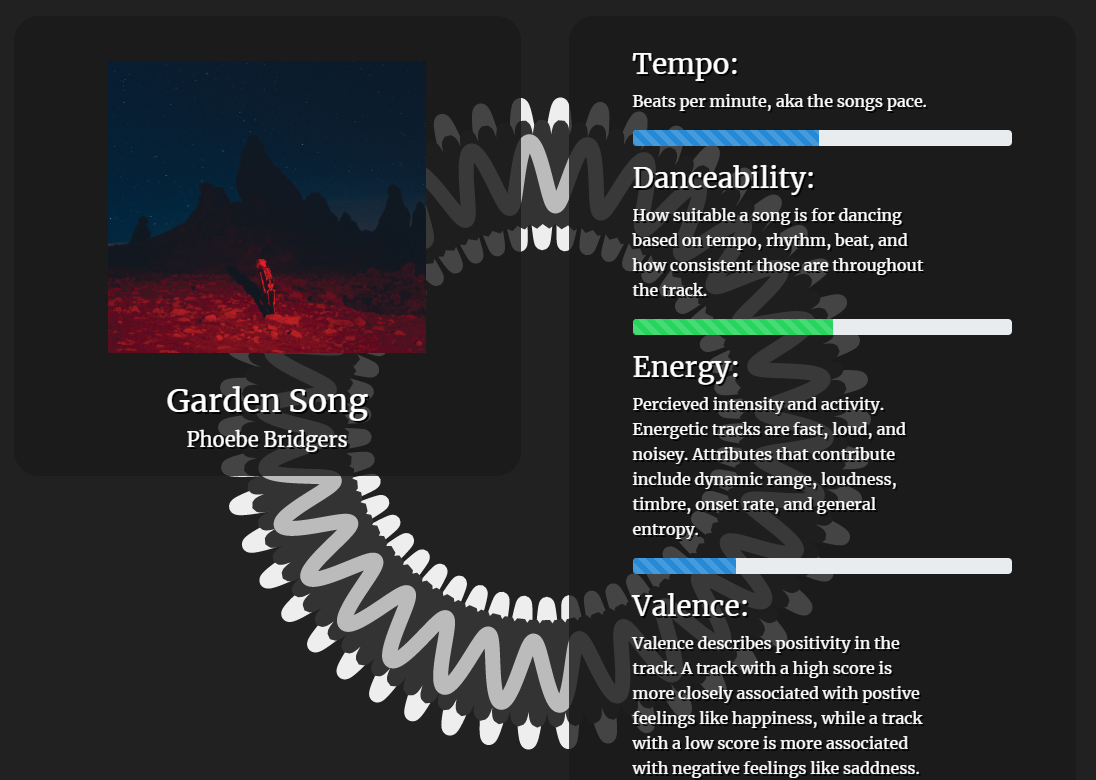 Garden Song
Phoebe Bridgers
Tempo:
Beats per minute, aka the songs pace.
Danceability:
How suitable a song is for dancing
based on tempo, rhythm, beat, and
how consistent those are throughout
the track.
Energy:
Percieved intensity and activity.
Energetic tracks are fast, loud, and
noisey. Attributes that contribute
include dynamic range, loudness,
timbre, onset rate, and general
entropy.
Valence:
Valence describes positivity in the
track. A track with a high score is
more closely associated with postive
feelings like happiness, while a track
with a low score is more associated
with negative feelings like saddness.